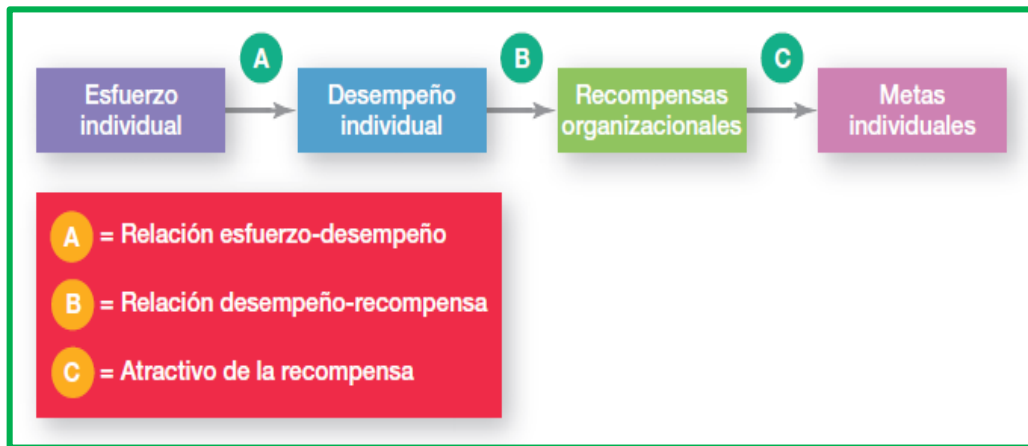 A
B
C
Esfuerzo
individual
Desempeño
individual
Recompensas
organizacionales
Metas
individuales
A = Relación esfuerzo-desempeño
B = Relación desempeño-recompensa
C = Atractivo de la recompensa